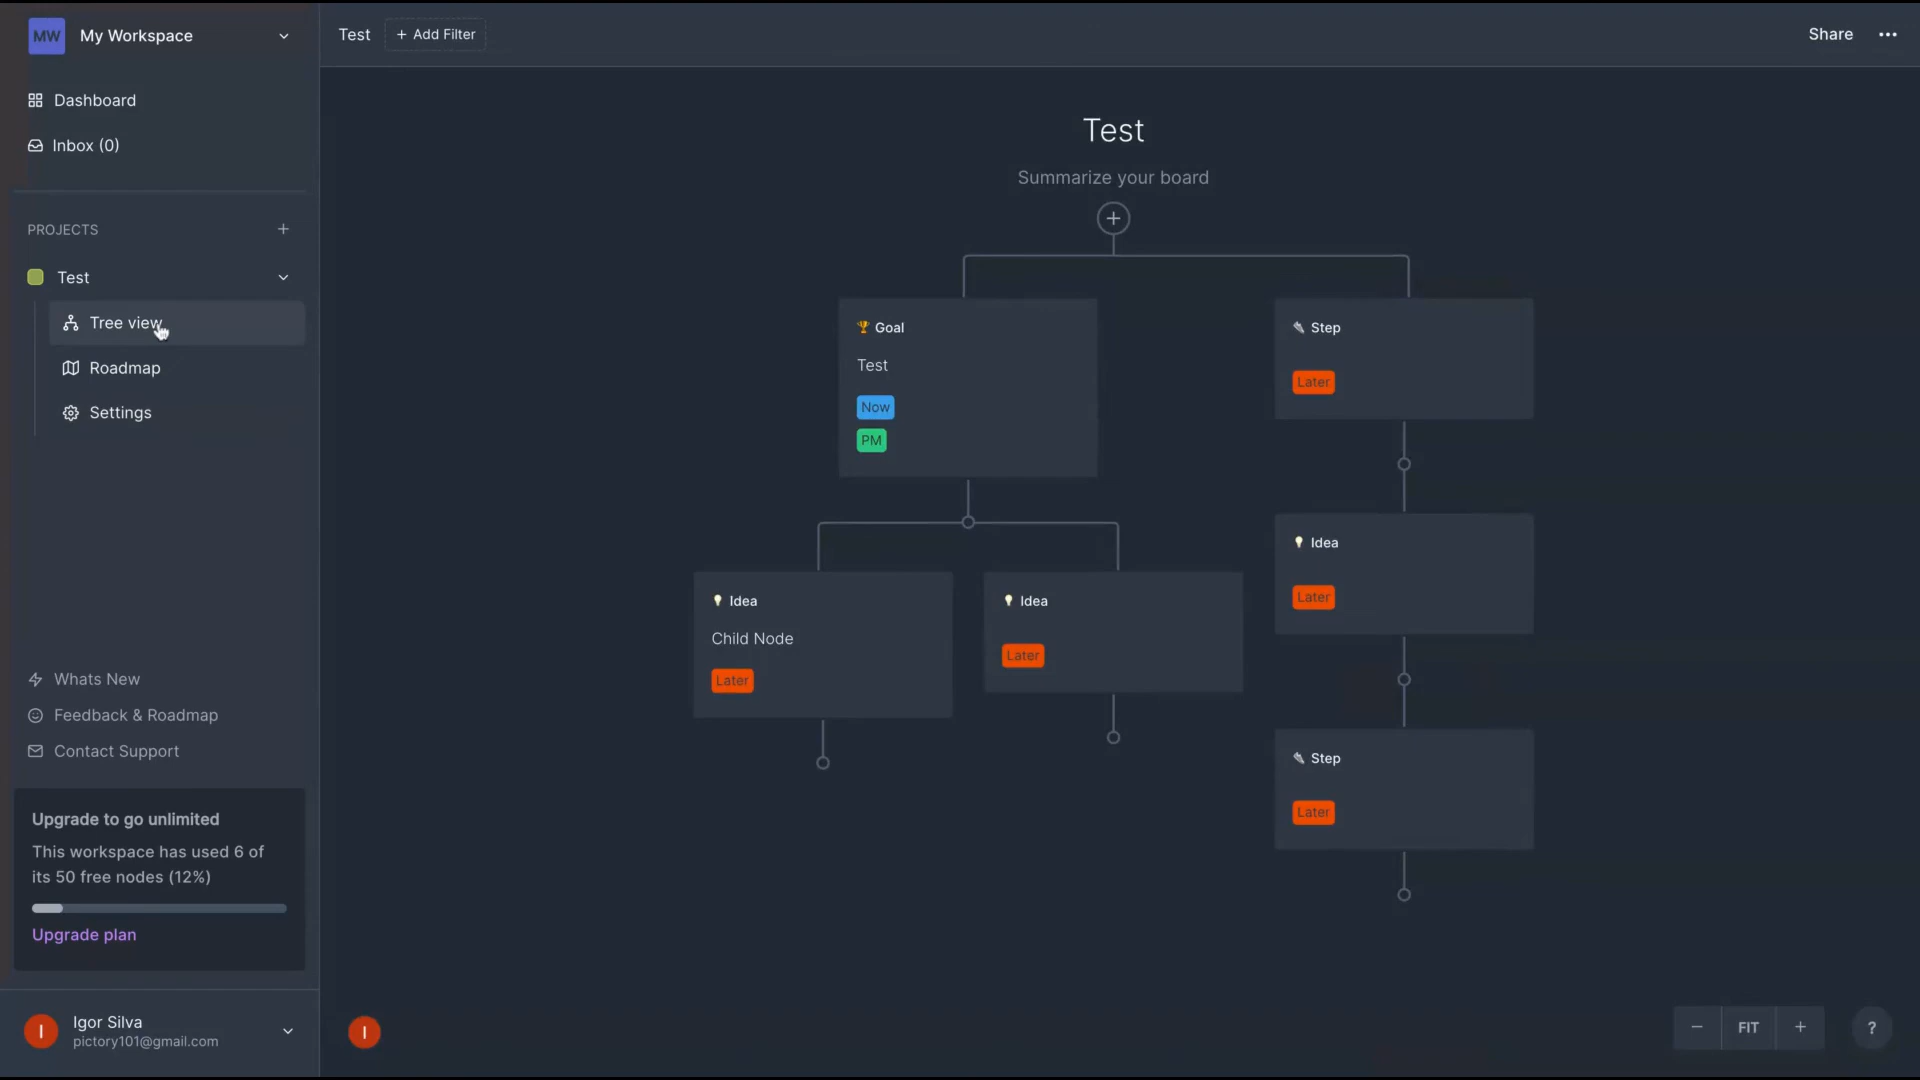 MW My Workspace
Dashboard
Inbox (0)
PROJECTS
Test
Tree view
Roadmap
Settings
Whats New
Feedback & Roadmap
Contact Support
Upgrade to go unlimited
This workspace has used 6 of
its 50 free nodes (12%)
Upgrade plan
I Igor Silva
pictory101@gmail.com
Test + Add Filter
Share
Test
Summarize your board
Goal
Test
Now
PM
Step
Later
Idea
Child Node
Later
Idea
Later
Idea
Later
Step
Later
I
FIT
?